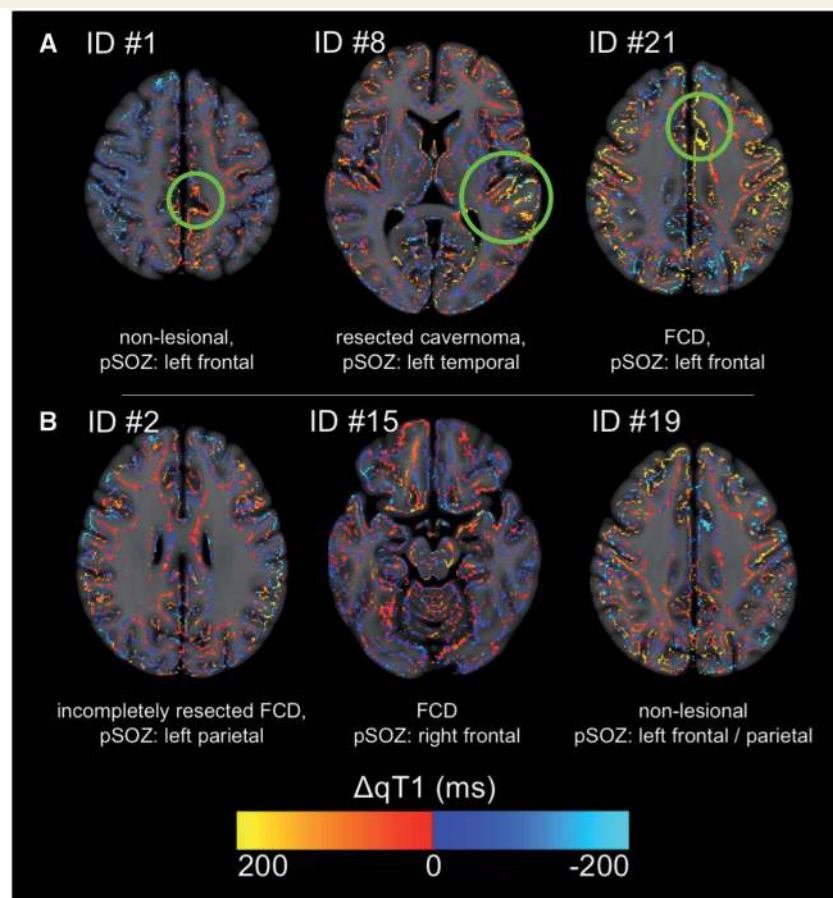 A ID #1 ID #8 ID #21
non-lesional, resected cavernoma, FCD,
pSOZ: left frontal pSOZ: left temporal pSOZ: left frontal
B ID #2 ID #15 ID #19
incompletely resected FCD, FCD non-lesional
pSOZ: left parietal pSOZ: right frontal pSOZ: left frontal / parietal
ΔqT1 (ms)
200 0 -200